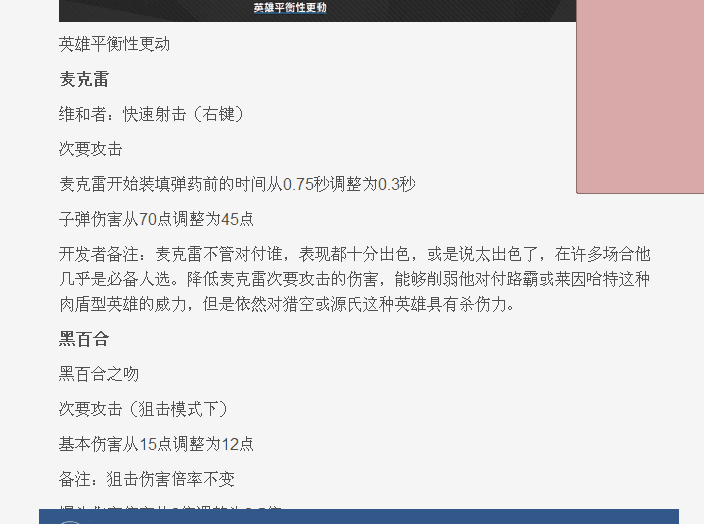 英雄平衡性更動
英雄平衡性更动
麦克雷
维和者：快速射击（右键）
次要攻击
麦克雷开始装填弹药前的时间从0.75秒调整为0.3秒
子弹伤害从70点调整为45点
开发者备注：麦克雷不管对付谁，表现都十分出色，或是说太出色了，在许多场合他
几乎是必备人选。降低麦克雷次要攻击的伤害，能够削弱他对付路霸或莱因哈特这种
肉盾型英雄的威力，但是依然对猎空或源氏这种英雄具有杀伤力。
黑百合
黑百合之吻
次要攻击（狙击模式下）
基本伤害从15点调整为12点
备注：狙击伤害倍率不变